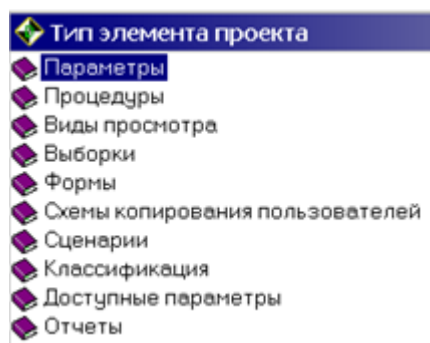 Тип элемента проекта
Параметры
Процедуры
Виды просмотра
Выборки
Формы
Схемы копирования пользователей
Сценарии
Классификация
Доступные параметры
Отчеты